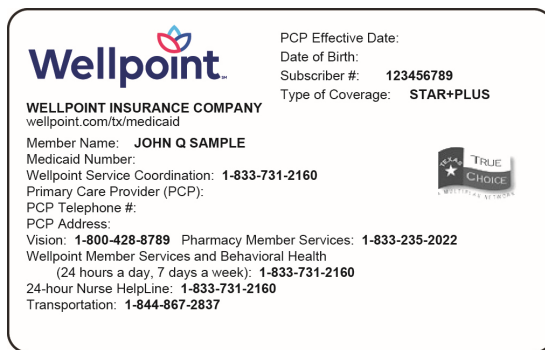 Wellpoint SM
PCP Effective Date:
Date of Birth:
Subscriber #: 123456789
Type of Coverage: STAR+PLUS
WELLPOINT INSURANCE COMPANY
wellpoint.com/tx/medicaid
Member Name: JOHN Q SAMPLE
Medicaid Number:
Wellpoint Service Coordination: 1-833-731-2160
Primary Care Provider (PCP):
PCP Telephone #:
PCP Address:
TEXAS TRUE CHOICE
A MULTIPLAN NETWORK
Vision: 1-800-428-8789 Pharmacy Member Services: 1-833-235-2022
Wellpoint Member Services and Behavioral Health
(24 hours a day, 7 days a week): 1-833-731-2160
24-hour Nurse HelpLine: 1-833-731-2160
Transportation: 1-844-867-2837